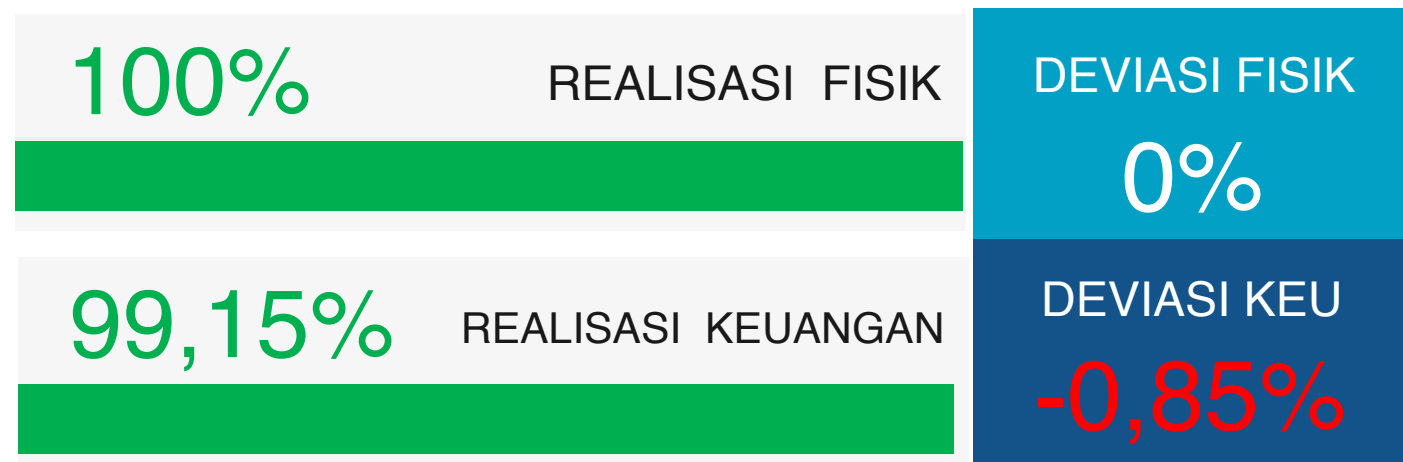 100%
REALISASI FISIK
DEVIASI FISIK
0%
99,15%
REALISASI KEUANGAN
DEVIASI KEU
-0,85%